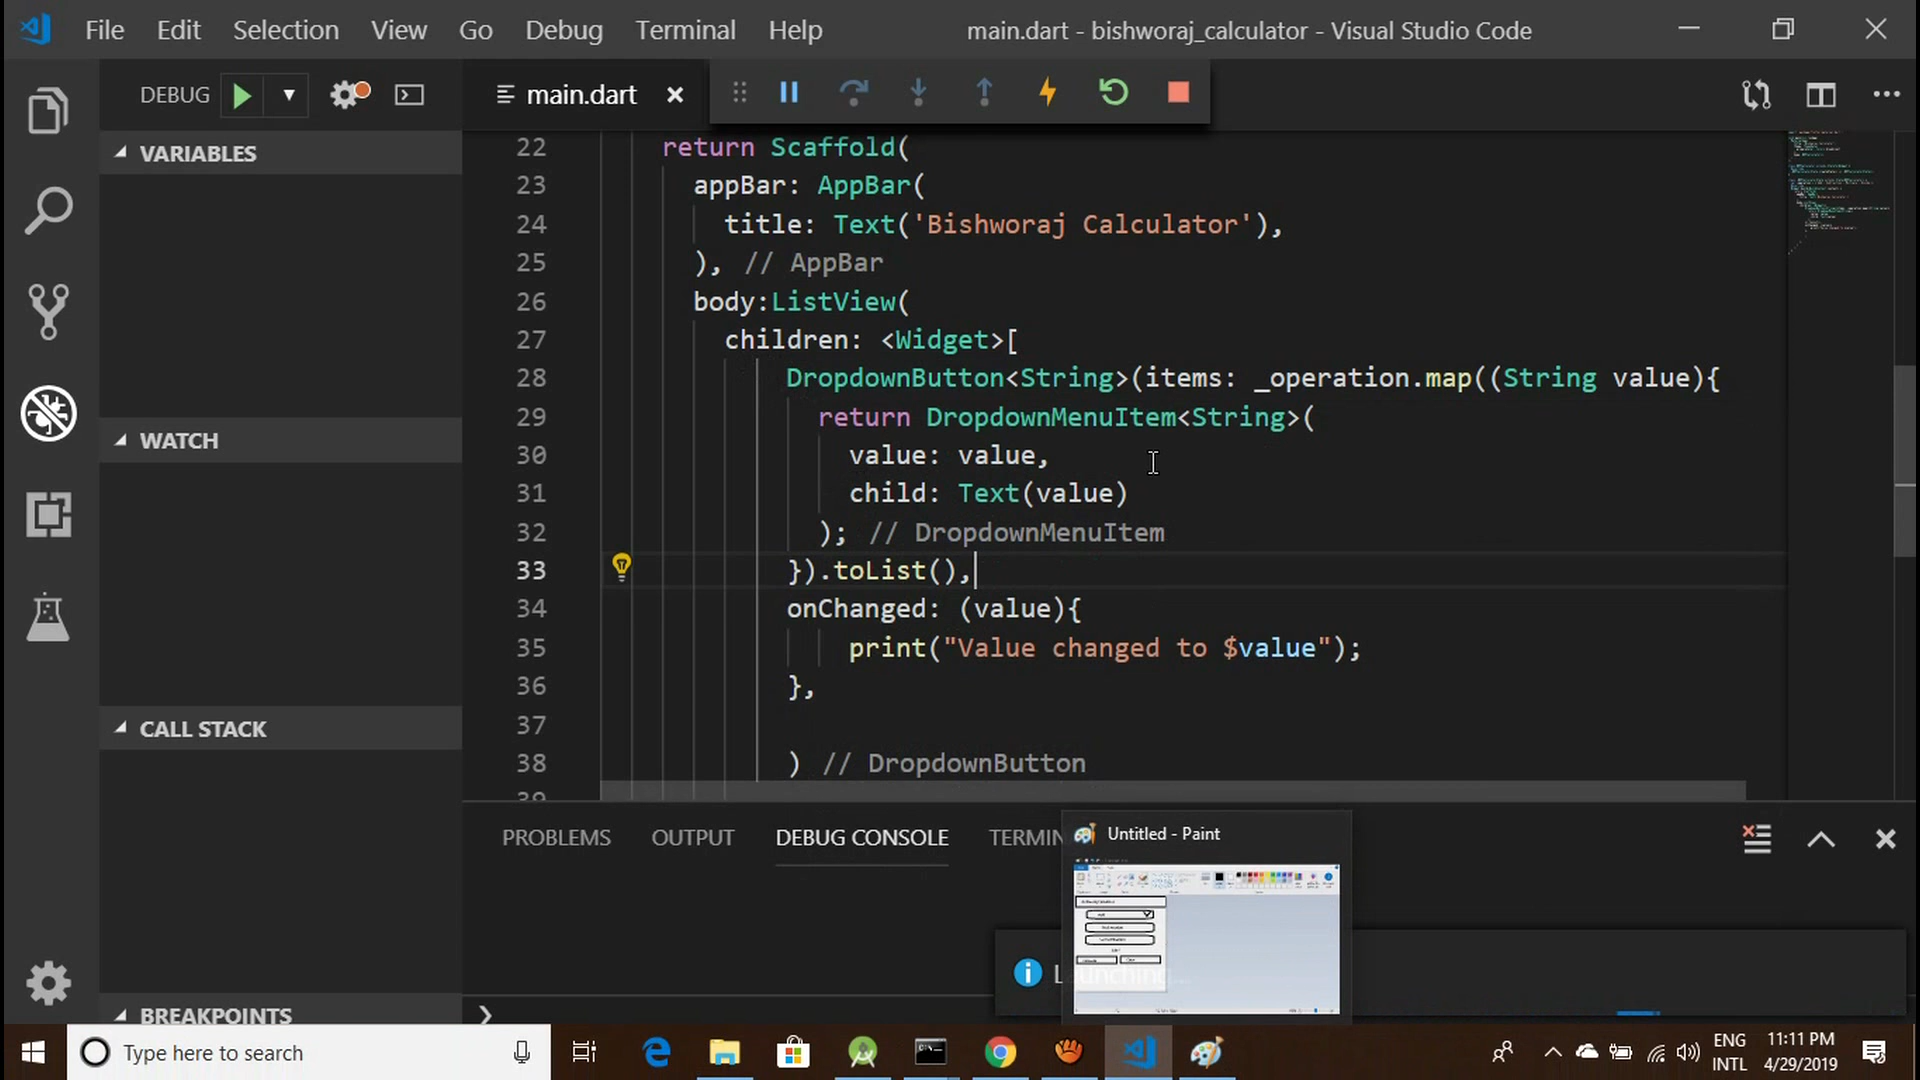 File Edit Selection View Go Debug Terminal Help main.dart - bishworaj_calculator - Visual Studio Code
DEBUG
main.dart
VARIABLES
WATCH
CALL STACK
BREAKPOINTS
22 return Scaffold(
23 appBar: AppBar(
24 title: Text('Bishworaj Calculator'),
25 ), // AppBar
26 body:ListView(
27 children: <Widget>[
28 DropdownButton<String>(items: _operation.map((String value){
29 return DropdownMenuItem<String>(
30 value: value,
31 child: Text(value)
32 ); // DropdownMenuItem
33 }).toList(),
34 onChanged: (value){
35 print("Value changed to $value");
36 },
37
38 ) // DropdownButton
39
PROBLEMS OUTPUT DEBUG CONSOLE TERMIN
Untitled - Paint
Launching...
Type here to search
ENG
INTL
11:11 PM
4/29/2019